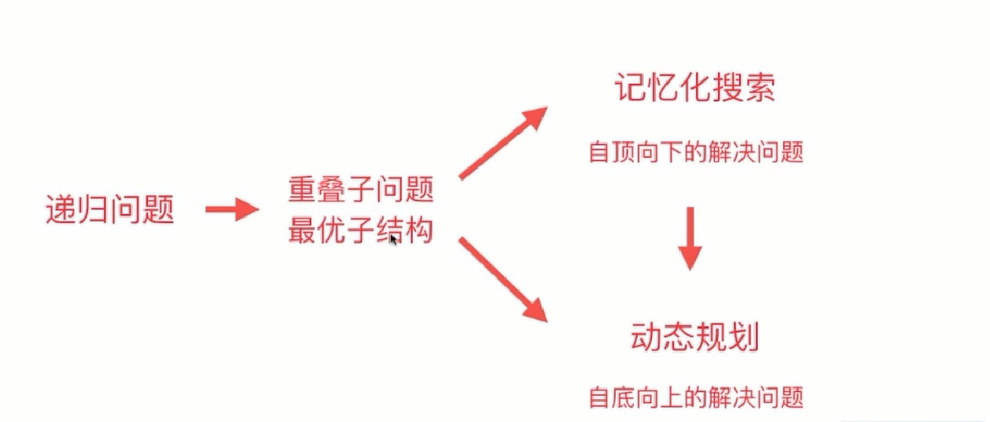 递归问题
重叠子问题
最优子结构
记忆化搜索
自顶向下的解决问题
动态规划
自底向上的解决问题